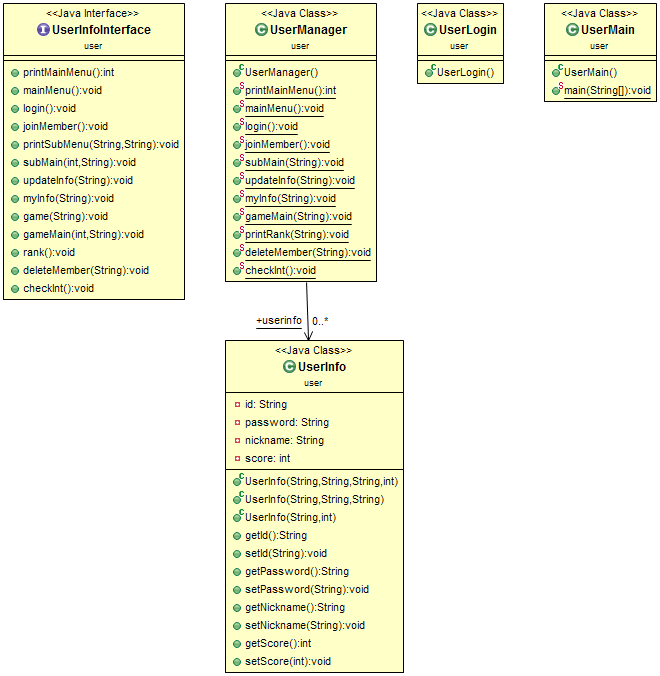 <<Java Interface>>
I UserInfoInterface
user
printMainMenu():int
mainMenu():void
login():void
joinMember():void
printSubMenu(String,String):void
subMain(int,String):void
updateInfo(String):void
myInfo(String):void
game(String):void
gameMain(int,String):void
rank():void
deleteMember(String):void
checkInt():void
<<Java Class>>
C UserManager
user
C UserManager()
S printMainMenu():int
S mainMenu():void
S login():void
S joinMember():void
S subMain(String):void
S updateInfo(String):void
S myInfo(String):void
S gameMain(String):void
S printRank(String):void
S deleteMember(String):void
S checkInt():void
<<Java Class>>
C UserLogin
user
C UserLogin()
<<Java Class>>
C UserMain
user
C UserMain()
S main(String[]):void
+userinfo 0..*
<<Java Class>>
C UserInfo
user
id: String
password: String
nickname: String
score: int
C UserInfo(String,String,String,int)
C UserInfo(String,String,String)
C UserInfo(String,int)
getId():String
setId(String):void
getPassword():String
setPassword(String):void
getNickname():String
setNickname(String):void
getScore():int
setScore(int):void